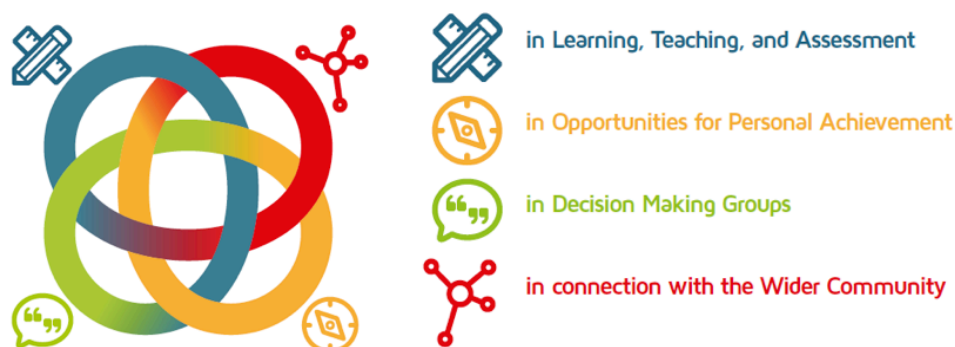 in Learning, Teaching, and Assessment
in Opportunities for Personal Achievement
in Decision Making Groups
in connection with the Wider Community